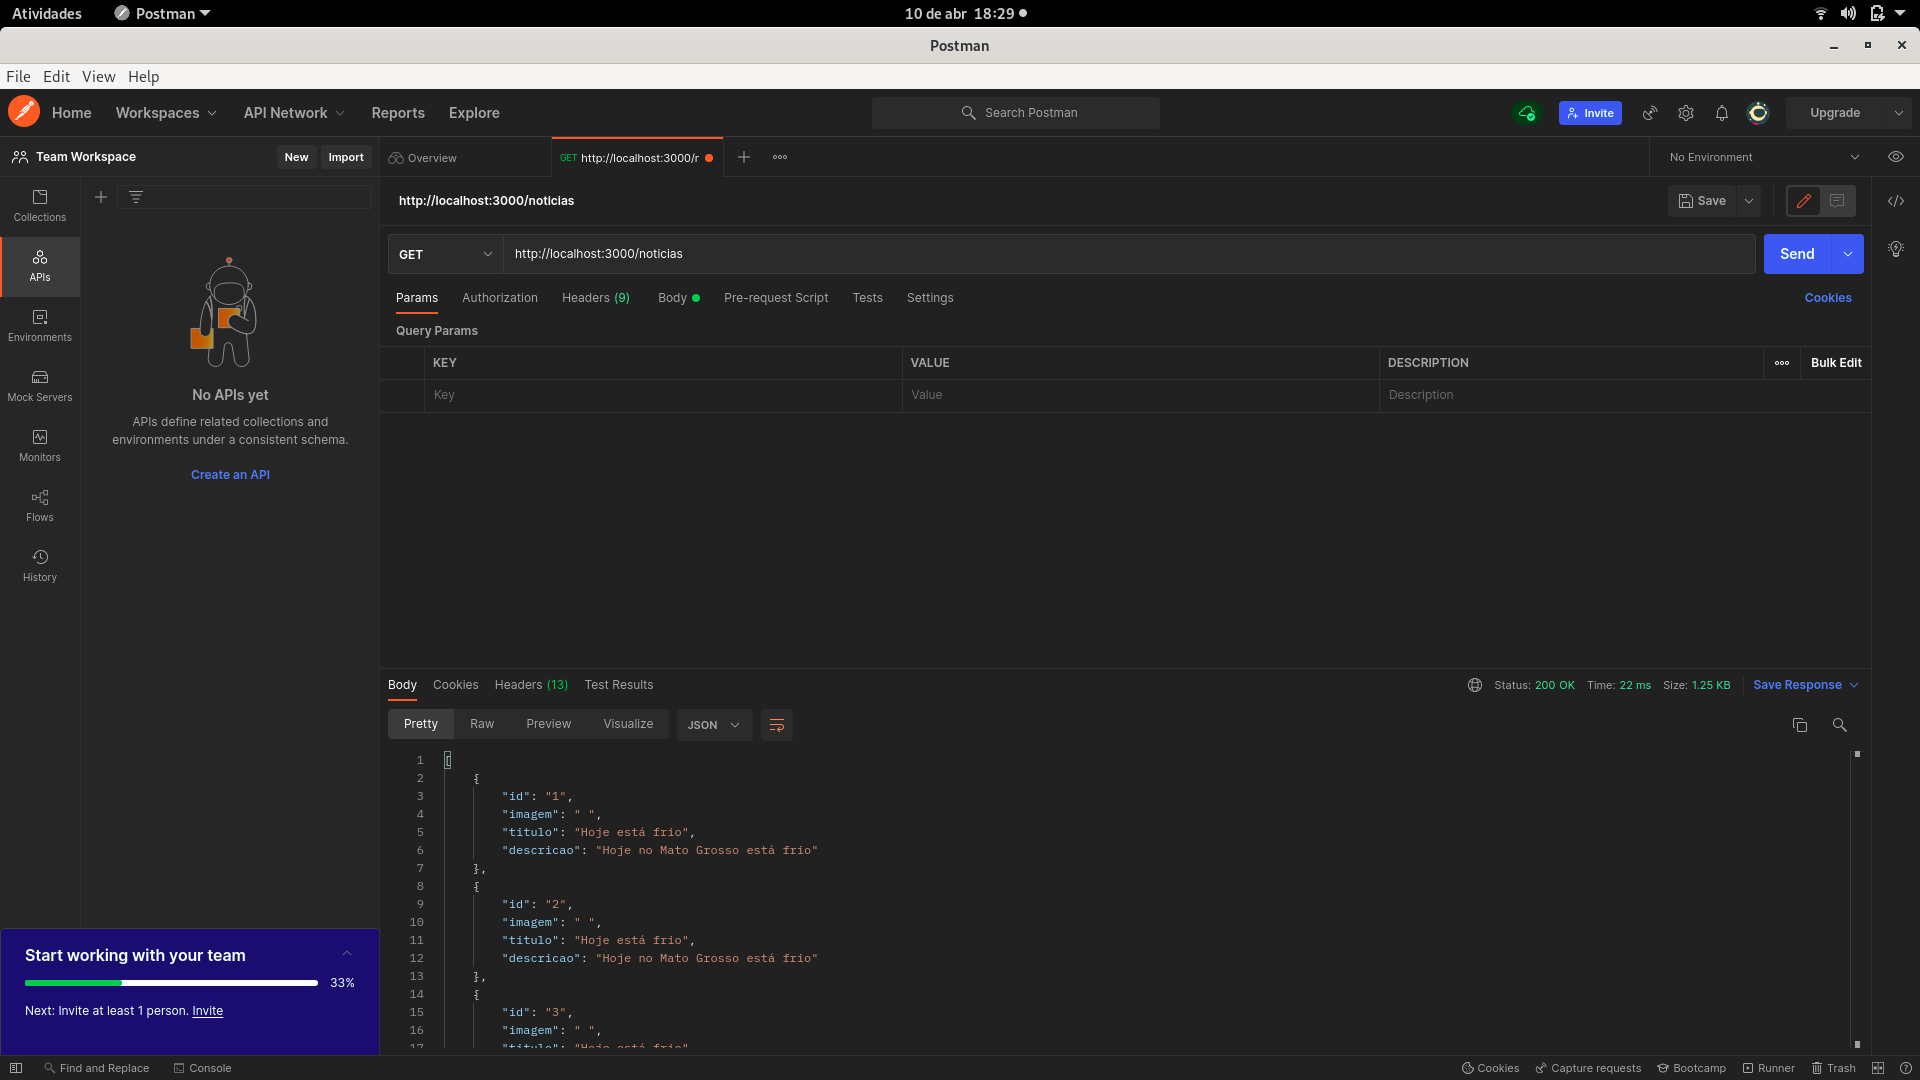 Atividades
Postman
10 de abr 18:29
Postman
File Edit View Help
Home
Workspaces
API Network
Reports
Explore
Search Postman
Invite
Upgrade
Team Workspace
New
Import
Overview
GET http://localhost:3000/r
No Environment
Collections
APIs
Environments
Mock Servers
Monitors
Flows
History
No APIs yet
APIs define related collections and
environments under a consistent schema.
Create an API
http://localhost:3000/noticias
Save
GET
http://localhost:3000/noticias
Send
Params
Authorization
Headers (9)
Body
Pre-request Script
Tests
Settings
Cookies
Query Params
KEY
VALUE
DESCRIPTION
Bulk Edit
Key
Value
Description
Body
Cookies
Headers (13)
Test Results
Status: 200 OK
Time: 22 ms
Size: 1.25 KB
Save Response
Pretty
Raw
Preview
Visualize
JSON
1 [
2 {
3 "id": "1",
4 "imagem": " ",
5 "titulo": "Hoje está frio",
6 "descricao": "Hoje no Mato Grosso está frio"
7 },
8 {
9 "id": "2",
10 "imagem": " ",
11 "titulo": "Hoje está frio",
12 "descricao": "Hoje no Mato Grosso está frio"
13 },
14 {
15 "id": "3",
16 "imagem": " ",
17 "titulo": "Hoje está frio"
Start working with your team
33%
Next: Invite at least 1 person. Invite
Find and Replace
Console
Cookies
Capture requests
Bootcamp
Runner
Trash